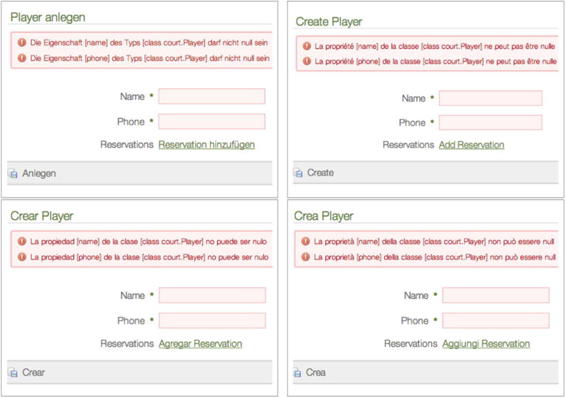 Player anlegen
Die Eigenschaft [name] des Typs [class court.Player] darf nicht null sein
Die Eigenschaft [phone] des Typs [class court.Player] darf nicht null sein
Name *
Phone *
Reservations Reservation hinzufügen
Anlegen
Create Player
La propriété [name] de la classe [class court.Player] ne peut pas être nulle
La propriété [phone] de la classe [class court.Player] ne peut pas être nulle
Name *
Phone *
Reservations Add Reservation
Create
Crear Player
La propiedad [name] de la clase [class court.Player] no puede ser nulo
La propiedad [phone] de la clase [class court.Player] no puede ser nulo
Name *
Phone *
Reservations Agregar Reservation
Crear
Crea Player
La proprietà [name] della classe [class court.Player] non può essere null
La proprietà [phone] della classe [class court.Player] non può essere null
Name *
Phone *
Reservations Aggiungi Reservation
Crea